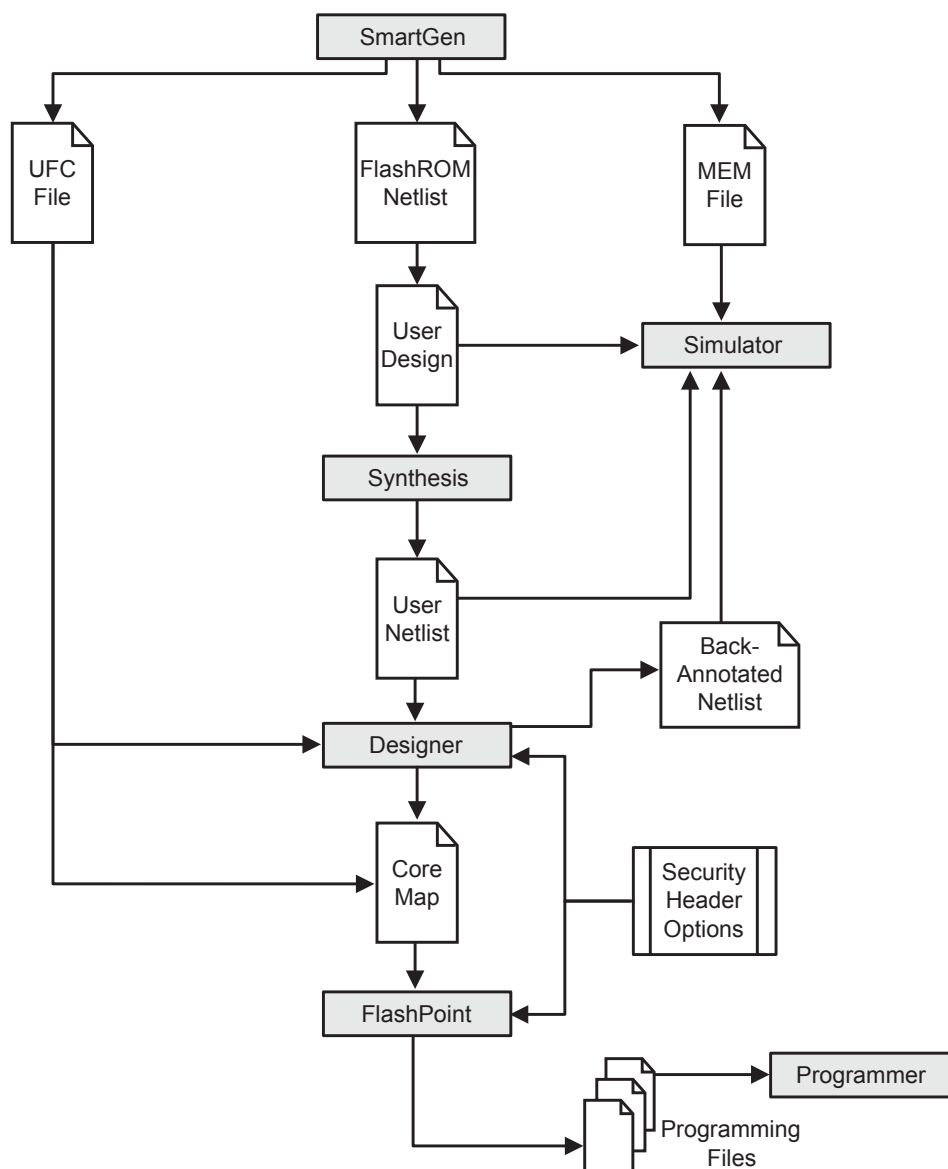 SmartGen
UFC
File
FlashROM
Netlist
MEM
File
User
Design
Simulator
Synthesis
User
Netlist
Back-
Annotated
Netlist
Designer
Core
Map
Security
Header
Options
FlashPoint
Programmer
Programming
Files